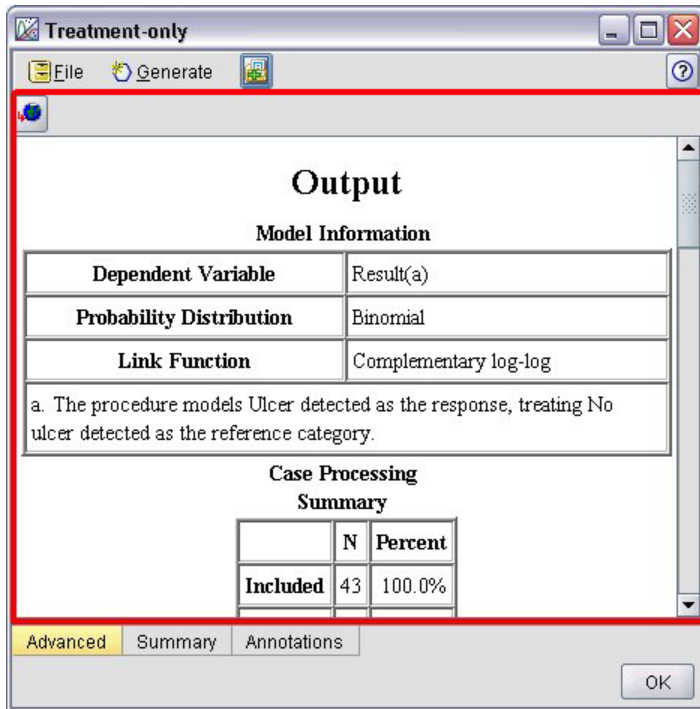 Treatment-only
File Generate
Output
Model Information
Dependent Variable Result(a)
Probability Distribution Binomial
Link Function Complementary log-log
a. The procedure models Ulcer detected as the response, treating No
ulcer detected as the reference category.
Case Processing
Summary
N Percent
Included 43 100.0%
Advanced Summary Annotations
OK